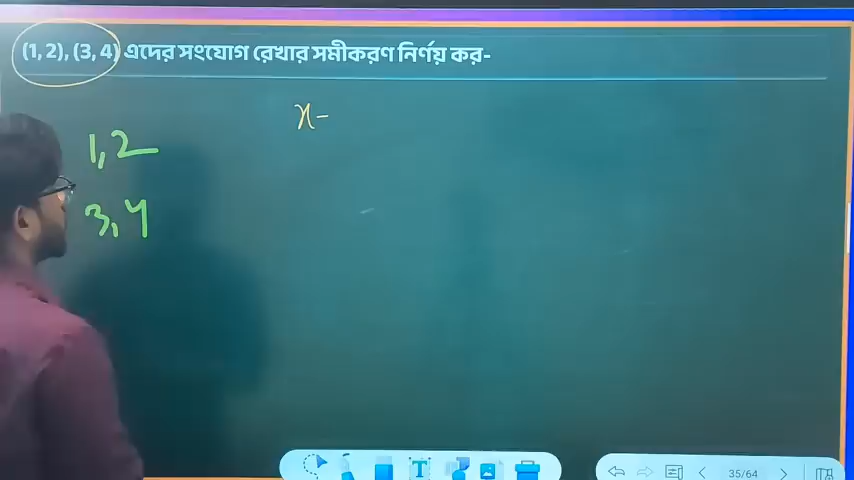 (1, 2), (3, 4) এদের সংযোগ রেখার সমীকরণ নির্ণয় কর-
x-
1, 2
3, 4
T
35/64